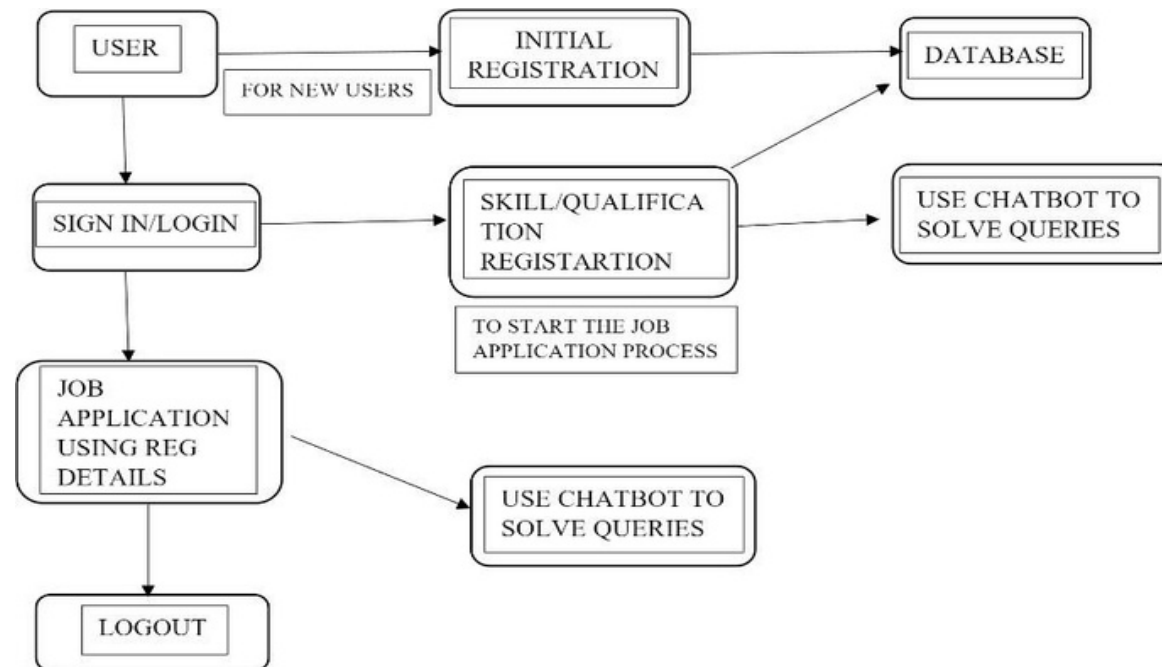 USER
INITIAL
REGISTRATION
DATABASE
FOR NEW USERS
SIGN IN/LOGIN
SKILL/QUALIFICA
TION
REGISTARTION
USE CHATBOT TO
SOLVE QUERIES
TO START THE JOB
APPLICATION PROCESS
JOB
APPLICATION
USING REG
DETAILS
USE CHATBOT TO
SOLVE QUERIES
LOGOUT